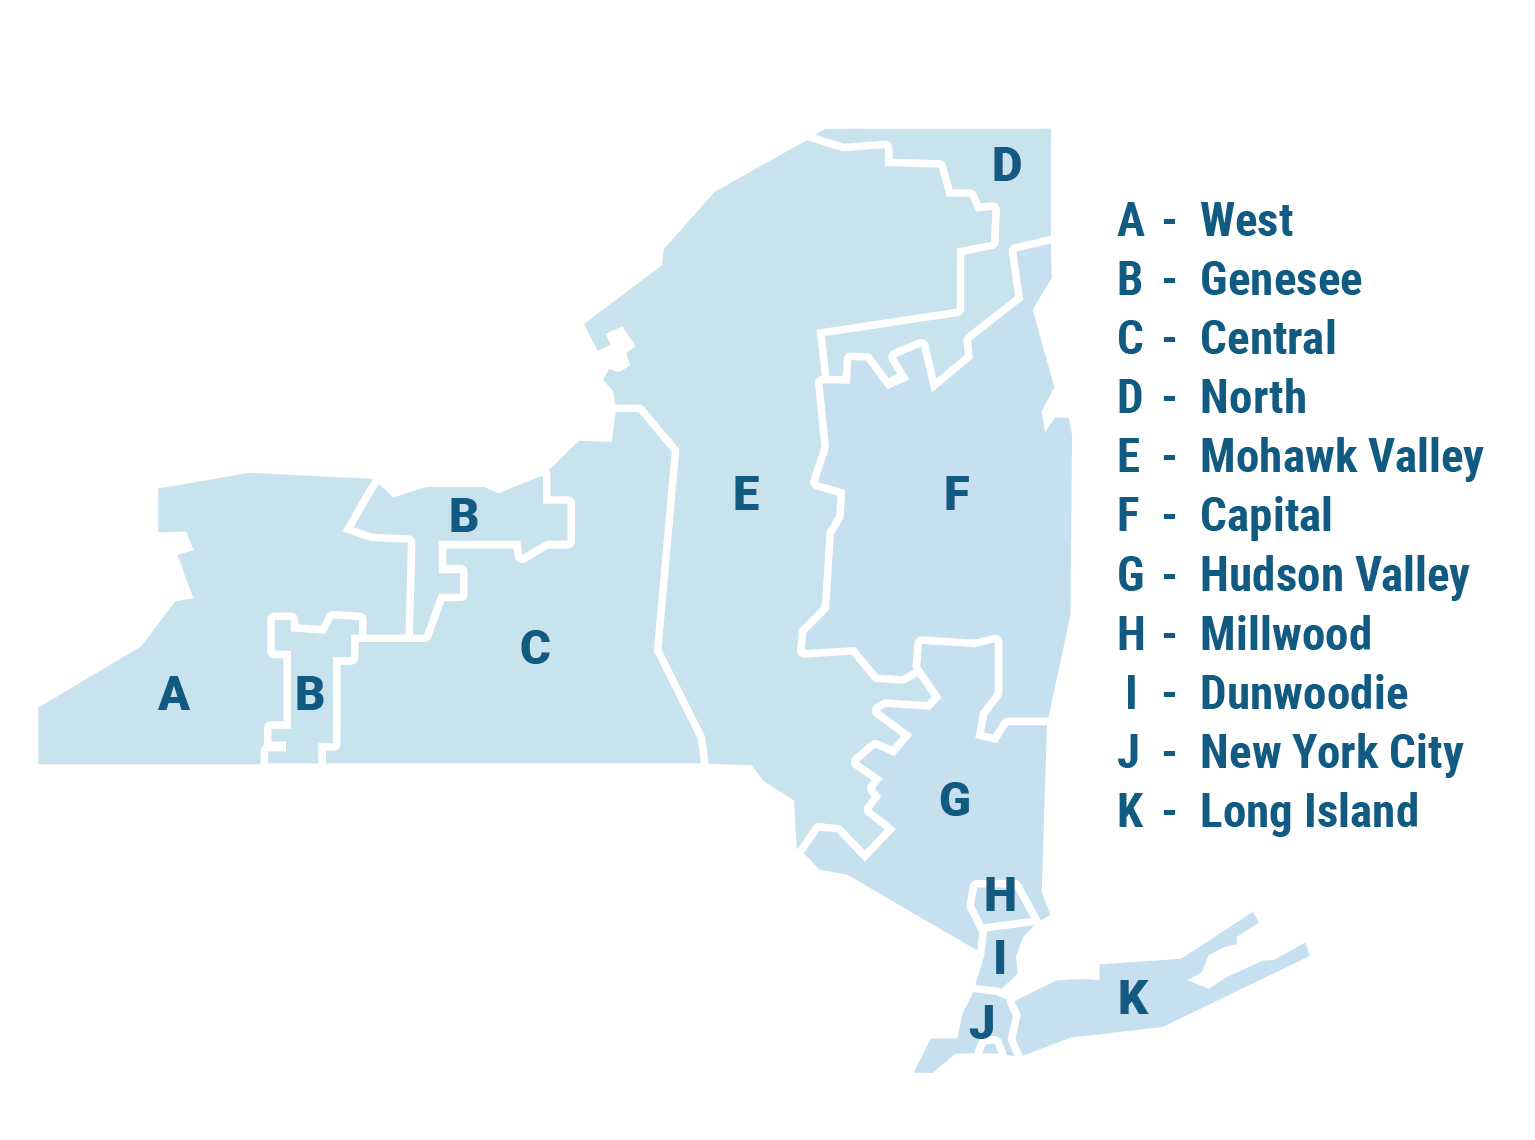 D
A - West
B - Genesee
C - Central
D - North
E - Mohawk Valley
F - Capital
G - Hudson Valley
H - Millwood
I - Dunwoodie
J - New York City
K - Long Island
E
F
B
C
A
B
G
H
I
K
J